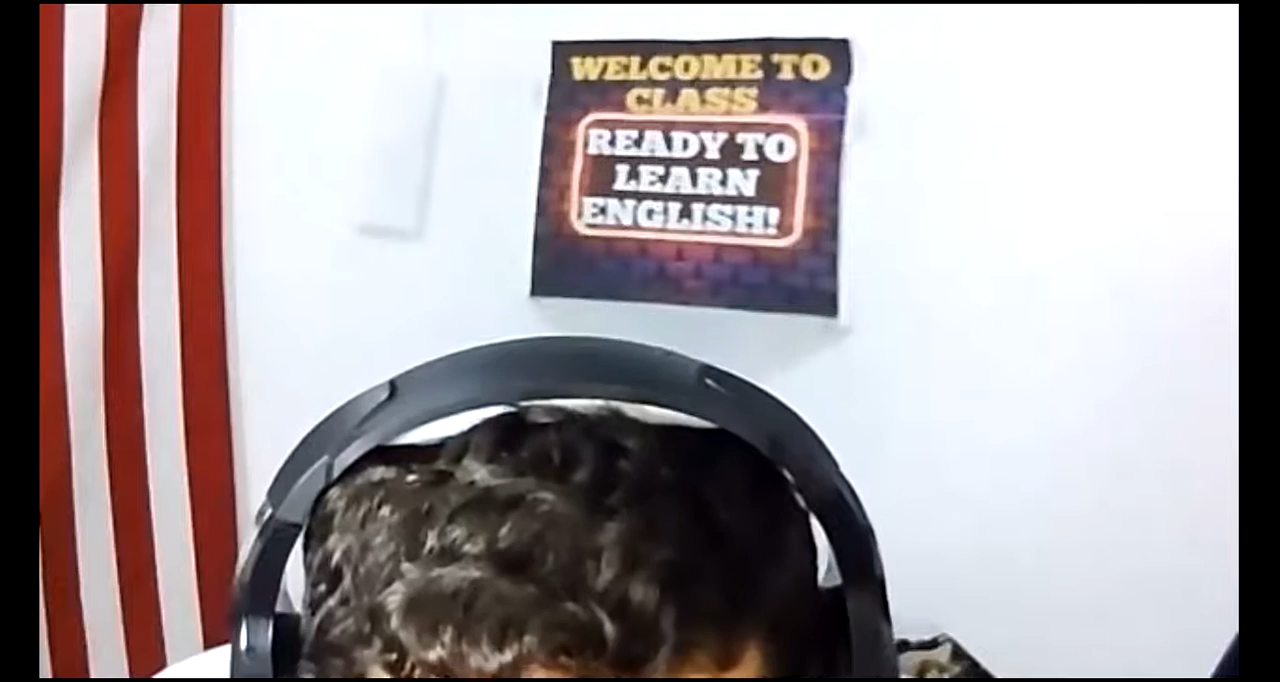 WELCOME TO
CLASS
READY TO
LEARN
ENGLISH!